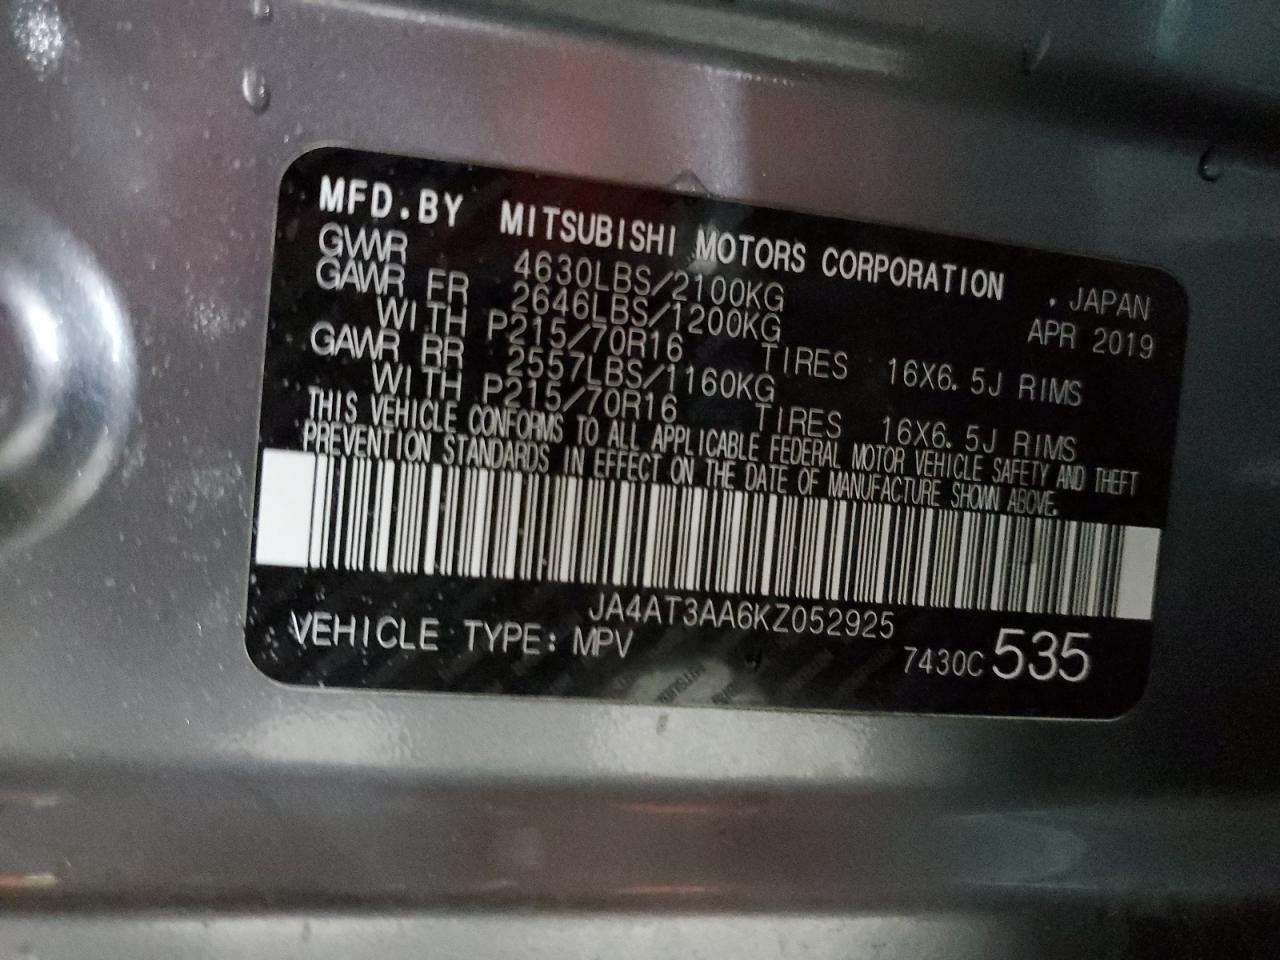 MFD.BY MITSUBISHI MOTORS CORPORATION . JAPAN
GVWR 4630LBS/2100KG APR 2019
GAWR FR 2646LBS/1200KG
WITH P215/70R16 TIRES 16X6.5J RIMS
GAWR RR 2557LBS/1160KG
WITH P215/70R16 TIRES 16X6.5J RIMS
THIS VEHICLE CONFORMS TO ALL APPLICABLE FEDERAL MOTOR VEHICLE SAFETY AND THEFT
PREVENTION STANDARDS IN EFFECT ON THE DATE OF MANUFACTURE SHOWN ABOVE.
JA4AT3AA6KZ052925
VEHICLE TYPE: MPV 7430C 535